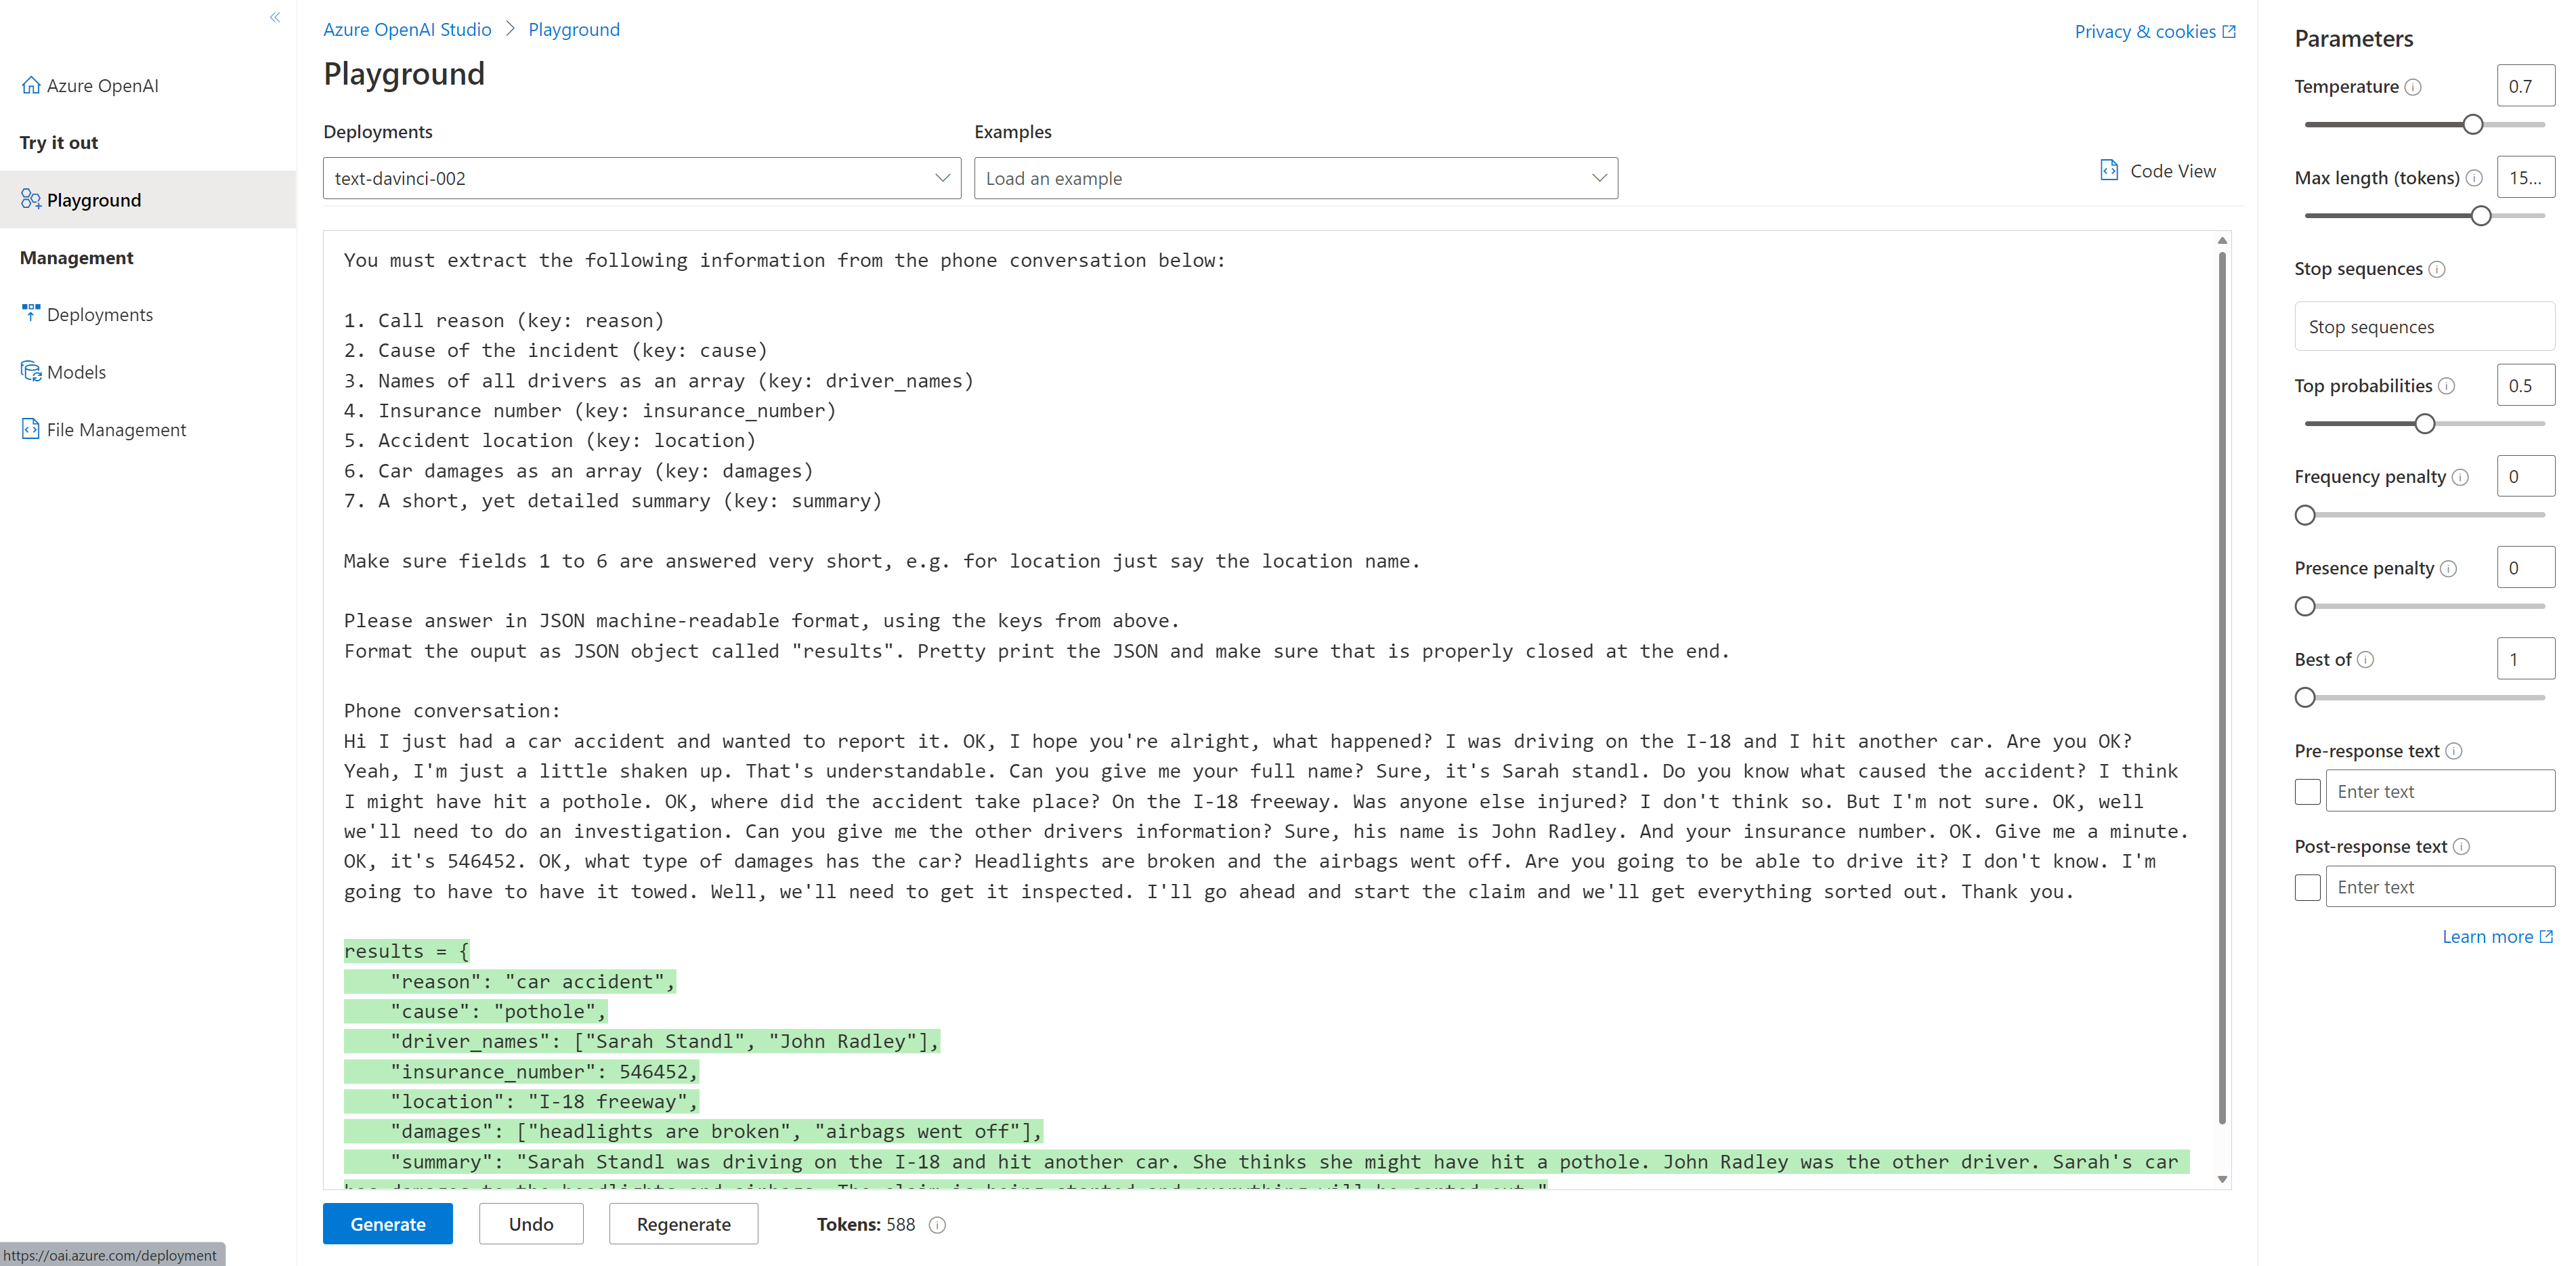 Azure OpenAI
Try it out
Playground
Management
Deployments
Models
File Management
https://oai.azure.com/deployment
Azure OpenAI Studio > Playground
Privacy & cookies
Playground
Deployments
Examples
text-davinci-002
Load an example
Code View
You must extract the following information from the phone conversation below:
1. Call reason (key: reason)
2. Cause of the incident (key: cause)
3. Names of all drivers as an array (key: driver_names)
4. Insurance number (key: insurance_number)
5. Accident location (key: location)
6. Car damages as an array (key: damages)
7. A short, yet detailed summary (key: summary)
Make sure fields 1 to 6 are answered very short, e.g. for location just say the location name.
Please answer in JSON machine-readable format, using the keys from above.
Format the ouput as JSON object called "results". Pretty print the JSON and make sure that is properly closed at the end.
Phone conversation:
Hi I just had a car accident and wanted to report it. OK, I hope you're alright, what happened? I was driving on the I-18 and I hit another car. Are you OK?
Yeah, I'm just a little shaken up. That's understandable. Can you give me your full name? Sure, it's Sarah standl. Do you know what caused the accident? I think
I might have hit a pothole. OK, where did the accident take place? On the I-18 freeway. Was anyone else injured? I don't think so. But I'm not sure. OK, well
we'll need to do an investigation. Can you give me the other drivers information? Sure, his name is John Radley. And your insurance number. OK. Give me a minute.
OK, it's 546452. OK, what type of damages has the car? Headlights are broken and the airbags went off. Are you going to be able to drive it? I don't know. I'm
going to have to have it towed. Well, we'll need to get it inspected. I'll go ahead and start the claim and we'll get everything sorted out. Thank you.
results = {
"reason": "car accident",
"cause": "pothole",
"driver_names": ["Sarah Standl", "John Radley"],
"insurance_number": 546452,
"location": "I-18 freeway",
"damages": ["headlights are broken", "airbags went off"],
"summary": "Sarah Standl was driving on the I-18 and hit another car. She thinks she might have hit a pothole. John Radley was the other driver. Sarah's car
has damages to the headlights and airbags. The claim is being started and everything will be sorted out."
Generate
Undo
Regenerate
Tokens: 588
Parameters
Temperature
0.7
Max length (tokens)
15...
Stop sequences
Stop sequences
Top probabilities
0.5
Frequency penalty
0
Presence penalty
0
Best of
1
Pre-response text
Enter text
Post-response text
Enter text
Learn more